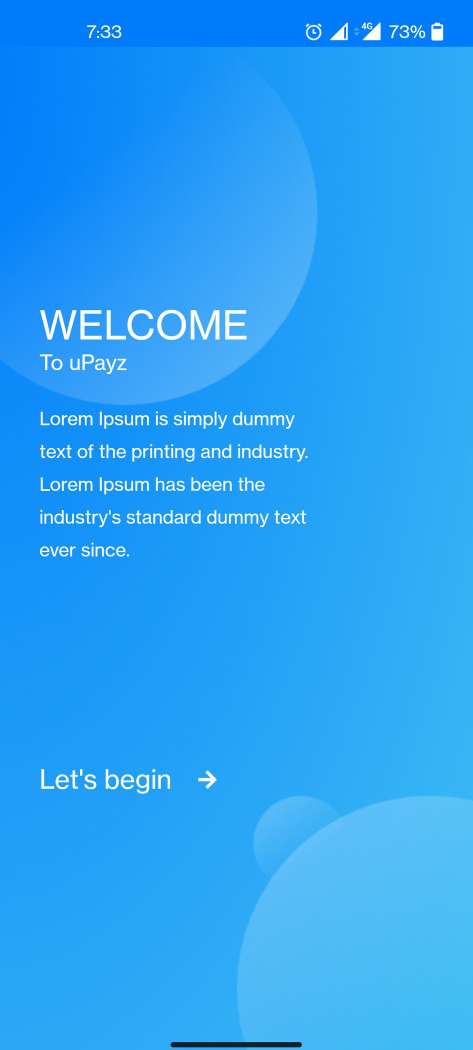 7:33
4G
73%
WELCOME
To uPayz
Lorem Ipsum is simply dummy
text of the printing and industry.
Lorem Ipsum has been the
industry's standard dummy text
ever since.
Let's begin